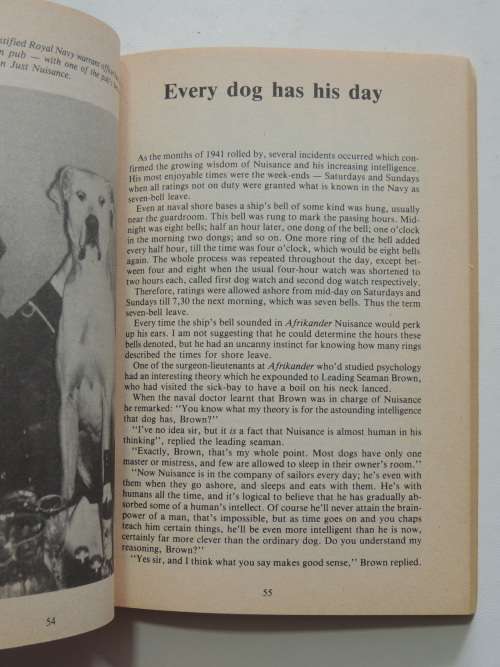 stified Royal Navy warrant offi
n pub — with one of the pub's
n Just Nuisance.
54
Every dog has his day
As the months of 1941 rolled by, several incidents occurred which con-
firmed the growing wisdom of Nuisance and his increasing intelligence.
His most enjoyable times were the week-ends — Saturdays and Sundays
when all ratings not on duty were granted what is known in the Navy as
seven-bell leave.
Even at naval shore bases a ship's bell of some kind was hung, usually
near the guardroom. This bell was rung to mark the passing hours. Mid-
night was eight bells; half an hour later, one dong of the bell; one o'clock
in the morning two dongs; and so on. One more ring of the bell added
every half hour, till the time was four o'clock, which would be eight bells
again. The whole process was repeated throughout the day, except bet-
ween four and eight when the usual four-hour watch was shortened to
two hours each, called first dog watch and second dog watch respectively.
Therefore, ratings were allowed ashore from mid-day on Saturdays and
Sundays till 7,30 the next morning, which was seven bells. Thus the term
seven-bell leave.
Every time the ship's bell sounded in Afrikander Nuisance would perk
up his ears. I am not suggesting that he could determine the hours these
bells denoted, but he had an uncanny instinct for knowing how many rings
described the times for shore leave.
One of the surgeon-lieutenants at Afrikander who'd studied psychology
had an interesting theory which he expounded to Leading Seaman Brown,
who had visited the sick-bay to have a boil on his neck lanced.
When the naval doctor learnt that Brown was in charge of Nuisance
he remarked: "You know what my theory is for the astounding intelligence
that dog has, Brown?"
"I've no idea sir, but it is a fact that Nuisance is almost human in his
thinking", replied the leading seaman.
"Exactly, Brown, that's my whole point. Most dogs have only one
master or mistress, and few are allowed to sleep in their owner's room."
"Now Nuisance is in the company of sailors every day; he's even with
them when they go ashore, and sleeps and eats with them. He's with
humans all the time, and it's logical to believe that he has gradually ab-
sorbed some of a human's intellect. Of course he'll never attain the brain-
power of a man, that's impossible, but as time goes on and you chaps
teach him certain things, he'll be even more intelligent than he is now,
certainly far more clever than the ordinary dog. Do you understand my
reasoning, Brown?"
"Yes sir, and I think what you say makes good sense," Brown replied.
55